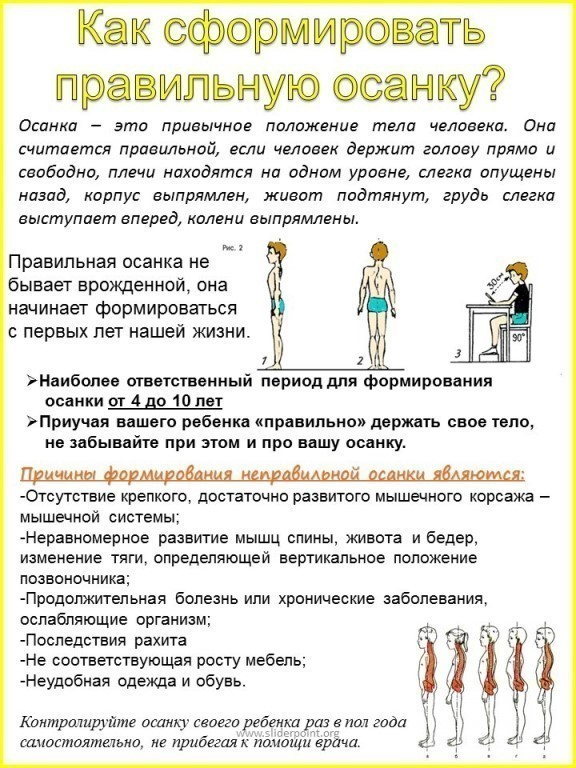 Как сформировать
правильную осанку?
Осанка – это привычное положение тела человека. Она
считается правильной, если человек держит голову прямо и
свободно, плечи находятся на одном уровне, слегка опущены
назад, корпус выпрямлен, живот подтянут, грудь слегка
выступает вперед, колени выпрямлены.
Рис. 2
Правильная осанка не
бывает врожденной, она
начинает формироваться
с первых лет нашей жизни.
30см
90°
1
2
3
➢Наиболее ответственный период для формирования
осанки от 4 до 10 лет
➢Приучая вашего ребенка «правильно» держать свое тело,
не забывайте при этом и про вашу осанку.
Причины формирования неправильной осанки являются:
-Отсутствие крепкого, достаточно развитого мышечного корсажа –
мышечной системы;
-Неравномерное развитие мышц спины, живота и бедер,
изменение тяги, определяющей вертикальное положение
позвоночника;
-Продолжительная болезнь или хронические заболевания,
ослабляющие организм;
-Последствия рахита
-Не соответствующая росту мебель;
-Неудобная одежда и обувь.
Контролируйте осанку своего ребенка раз в пол года
www.sliderpoint.org
самостоятельно, не прибегая к помощи врача.